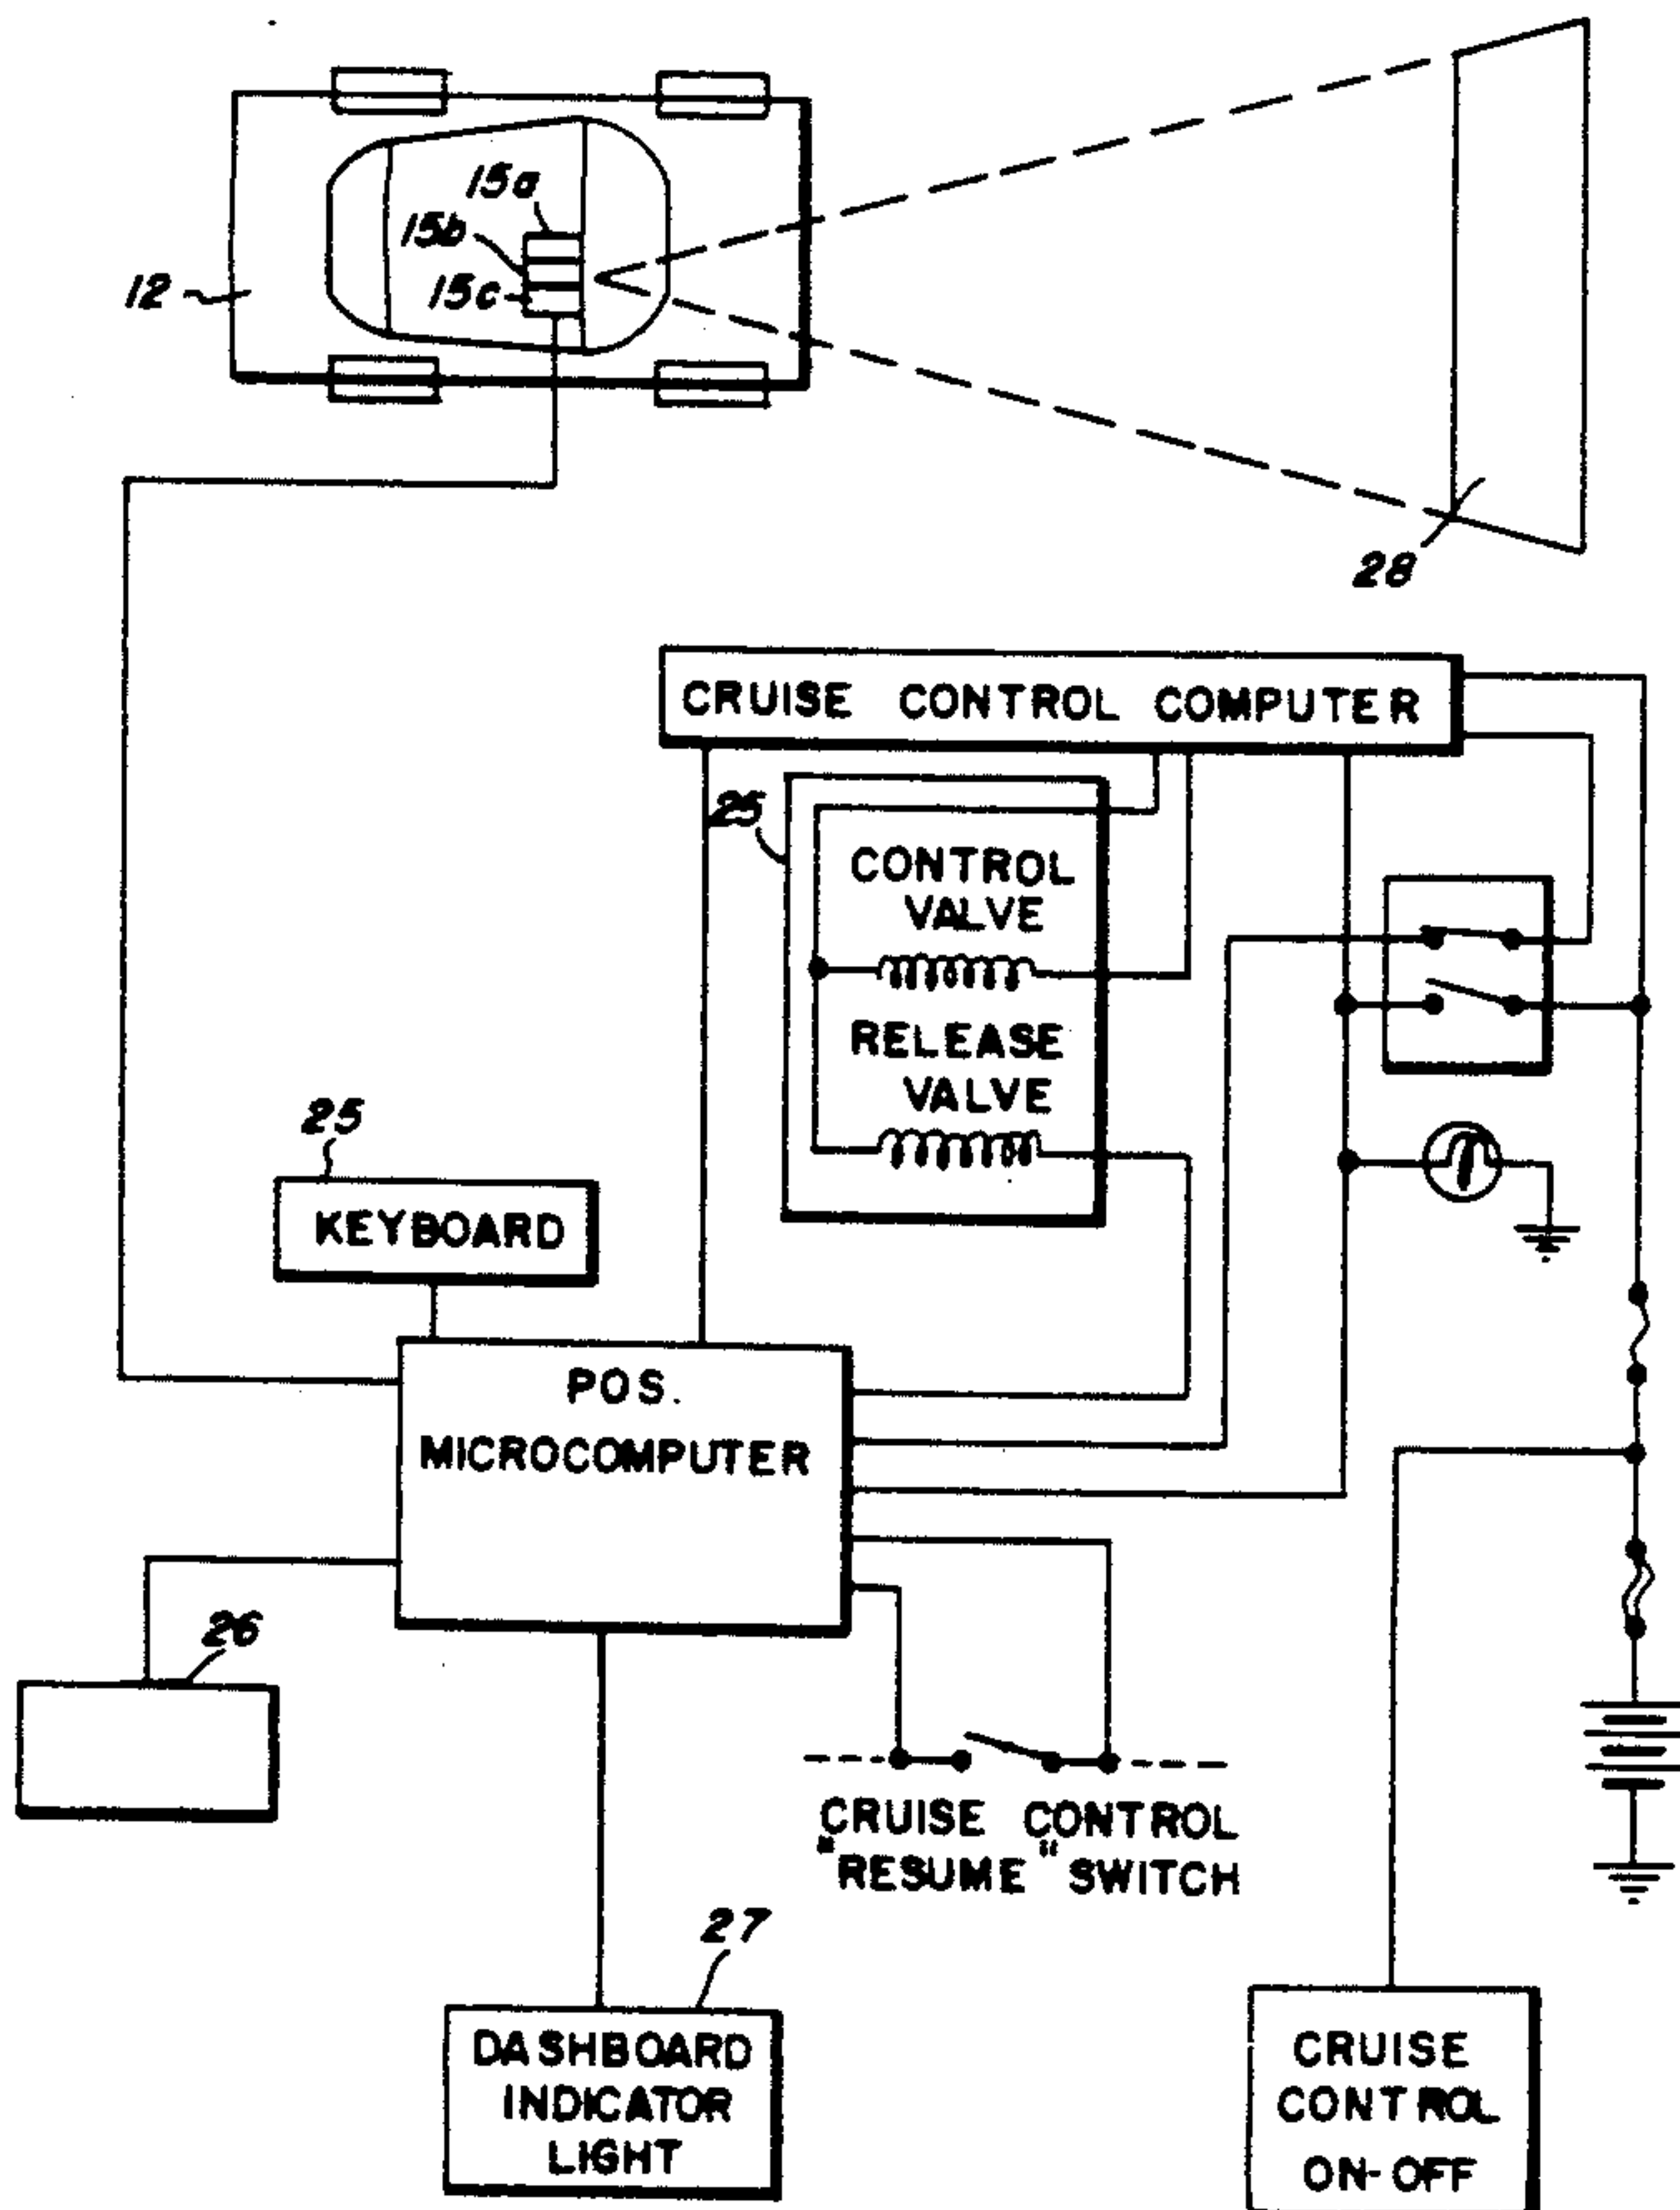 15a
15b
15c
12
28
CRUISE CONTROL COMPUTER
25
CONTROL
VALVE
RELEASE
VALVE
25
KEYBOARD
POS.
MICROCOMPUTER
26
CRUISE CONTROL
"RESUME" SWITCH
27
DASHBOARD
INDICATOR
LIGHT
CRUISE
CONTROL
ON-OFF